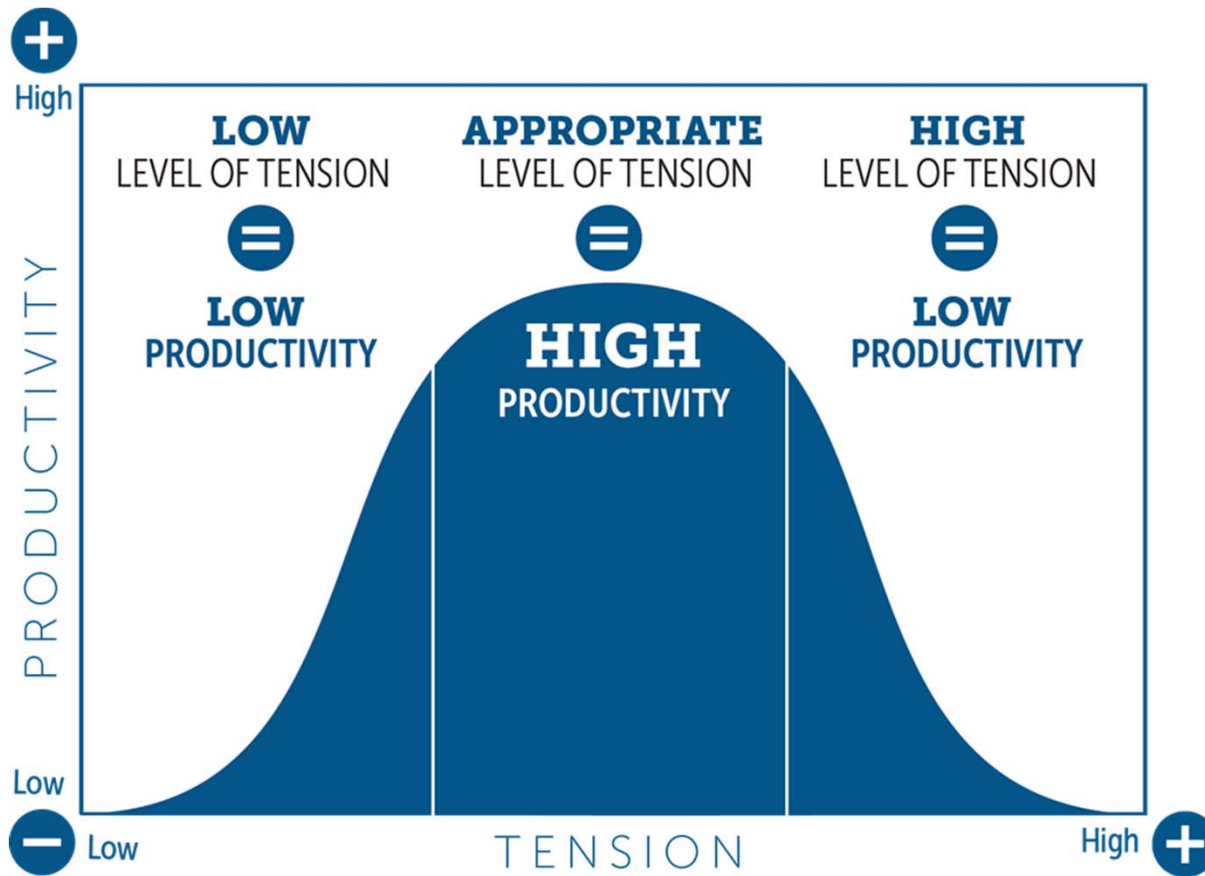 +
High
LOW
LEVEL OF TENSION
=
LOW
PRODUCTIVITY
APPROPRIATE
LEVEL OF TENSION
=
HIGH
PRODUCTIVITY
HIGH
LEVEL OF TENSION
=
LOW
PRODUCTIVITY
PRODUCTIVITY
Low
−
Low
TENSION
High
+